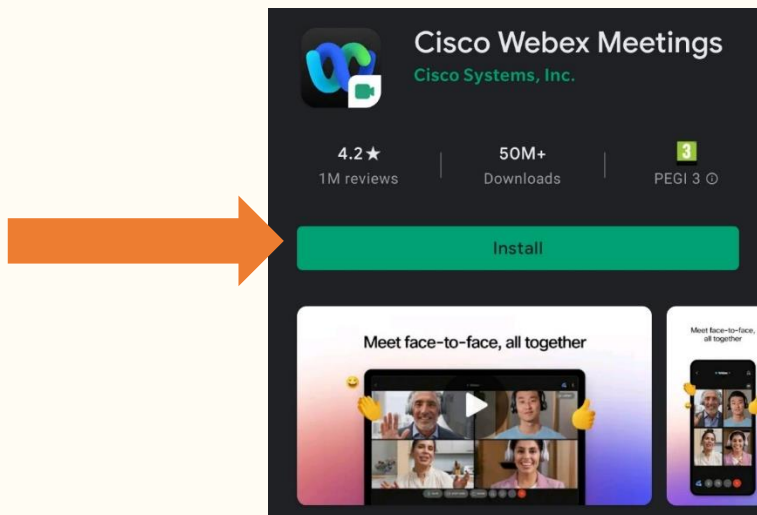 Cisco Webex Meetings
Cisco Systems, Inc.
4.2★ 50M+ 3
1M reviews Downloads PEGI 3
Install
Meet face-to-face, all together
Meet face-to-face,
all together